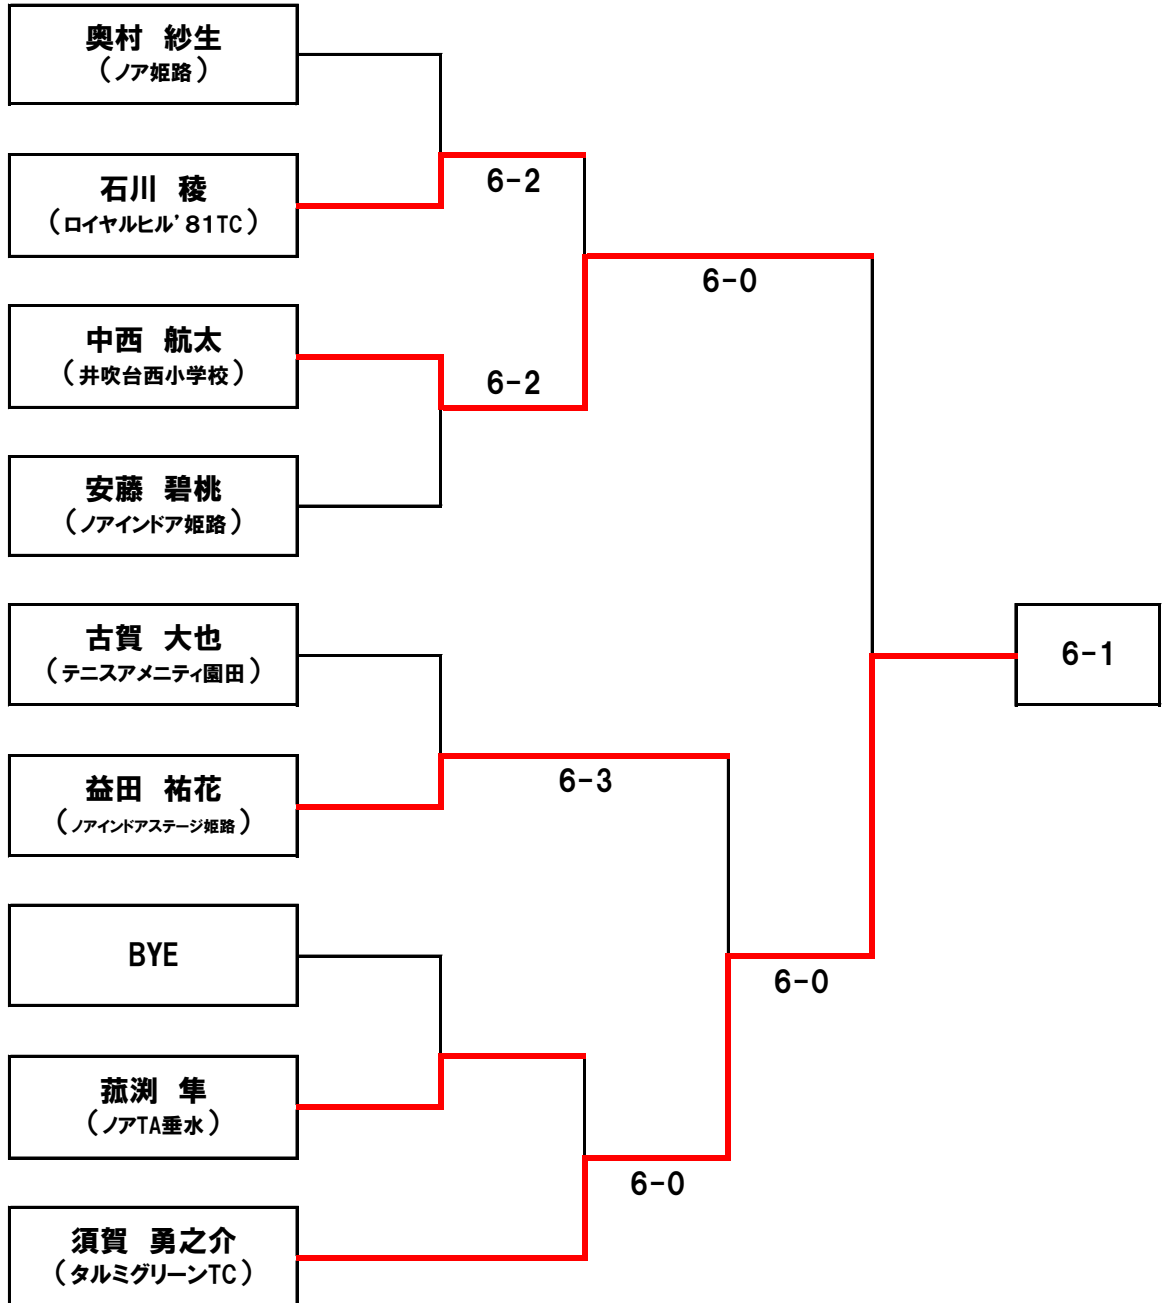 奥村　紗生
（ノア姫路）
6-2
石川　稜
（ロイヤルヒル’８１TC）
6-0
中西　航太
（井吹台西小学校）
6-2
安藤　碧桃
（ノアインドア姫路）
古賀　大也
（テニスアメニティ園田）
6-1
益田　祐花
（ノアインドアステージ姫路）
6-3
BYE
6-0
菰渕　隼
（ノアTA垂水）
6-0
須賀　勇之介
（タルミグリーンTC）